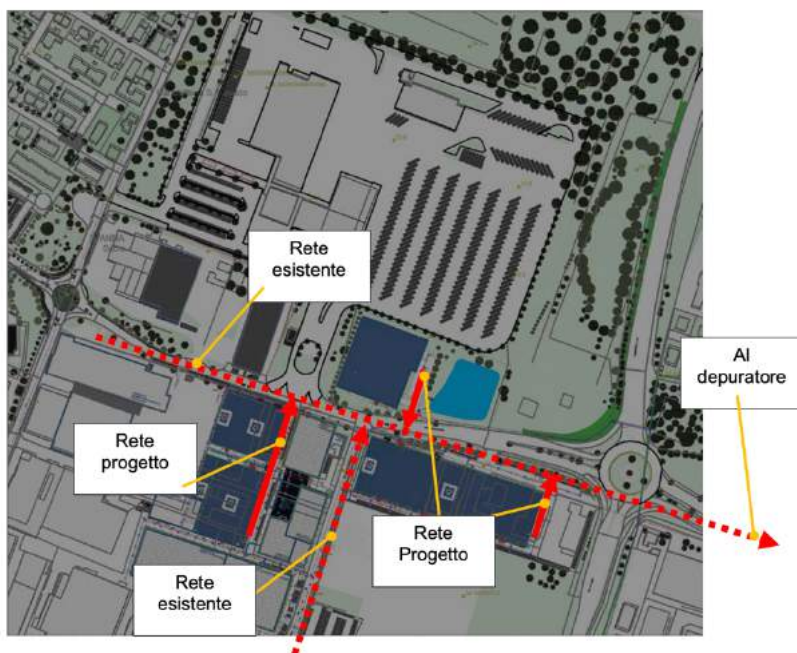 Rete
esistente
Al
depuratore
Rete
progetto
Rete
Progetto
Rete
esistente